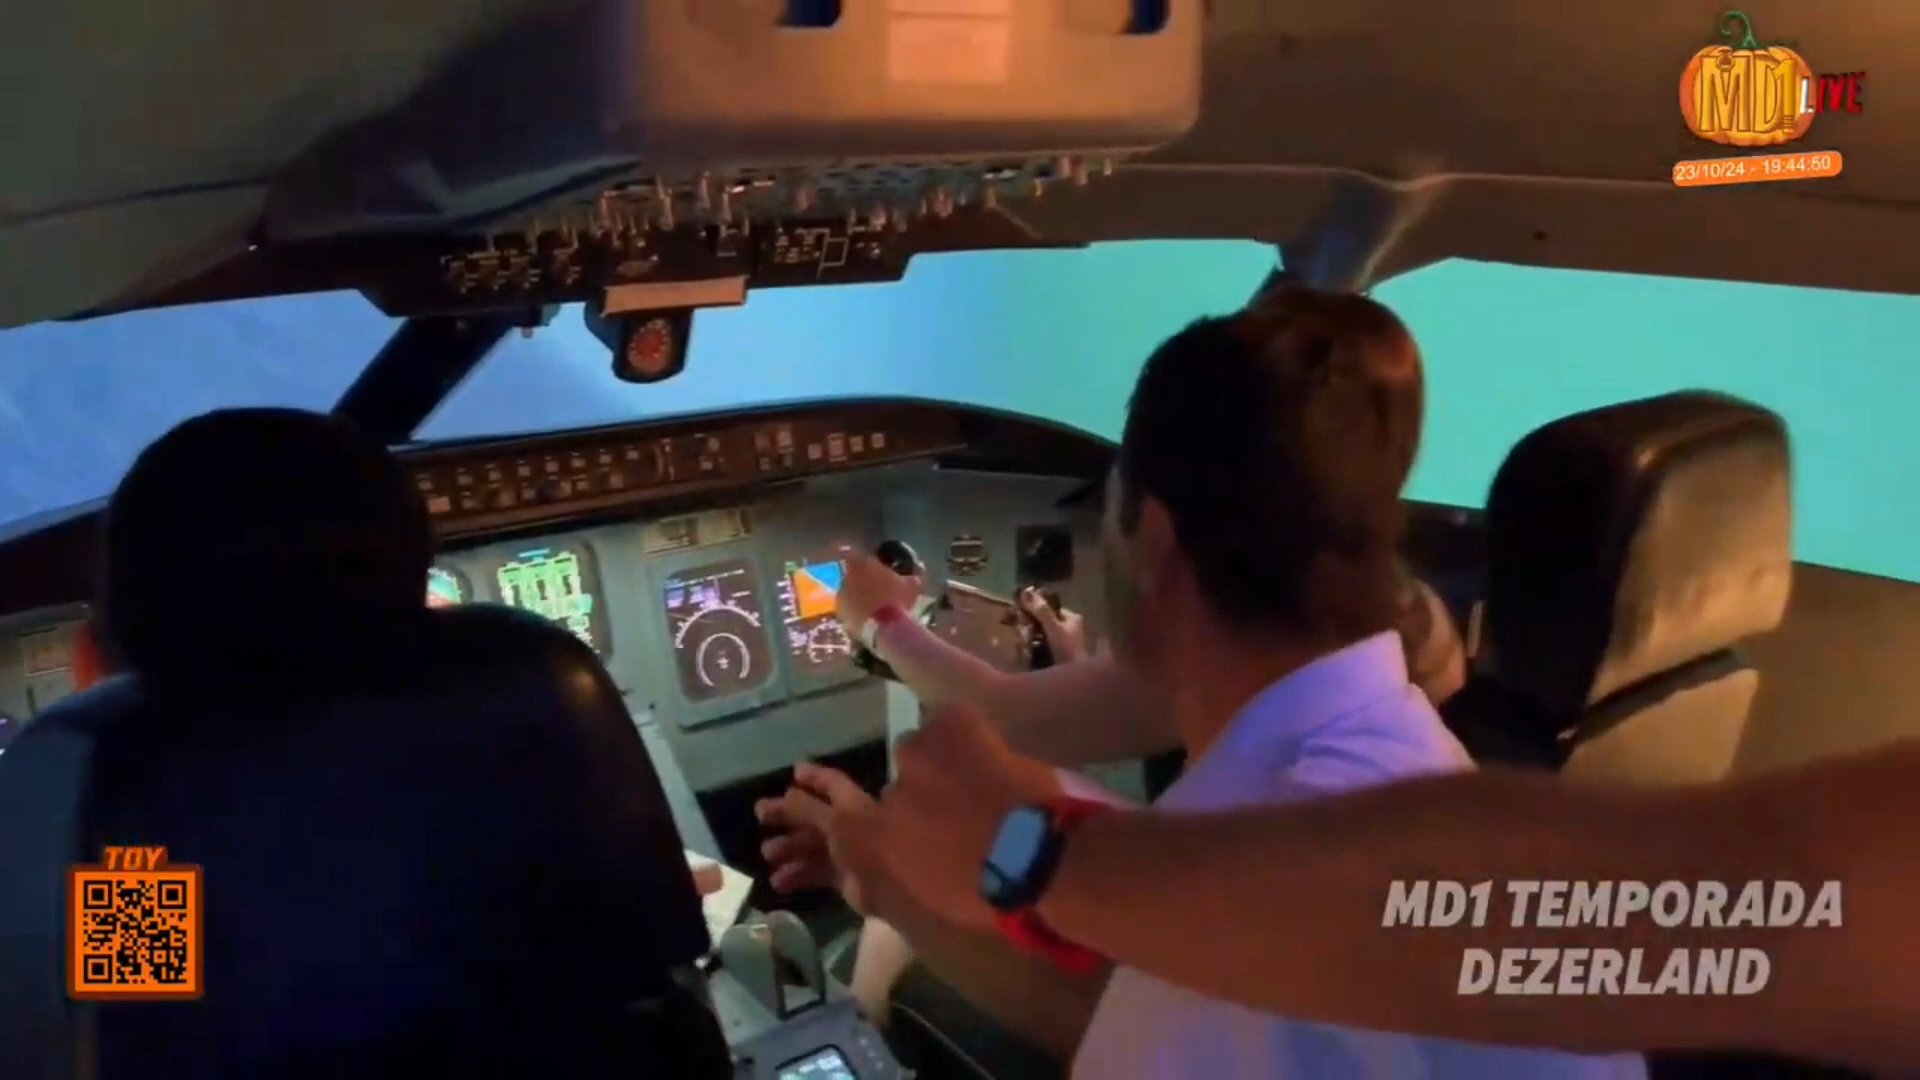 MD1 LIVE
23/10/24 - 19:44:50
TOY
MD1 TEMPORADA
DEZERLAND